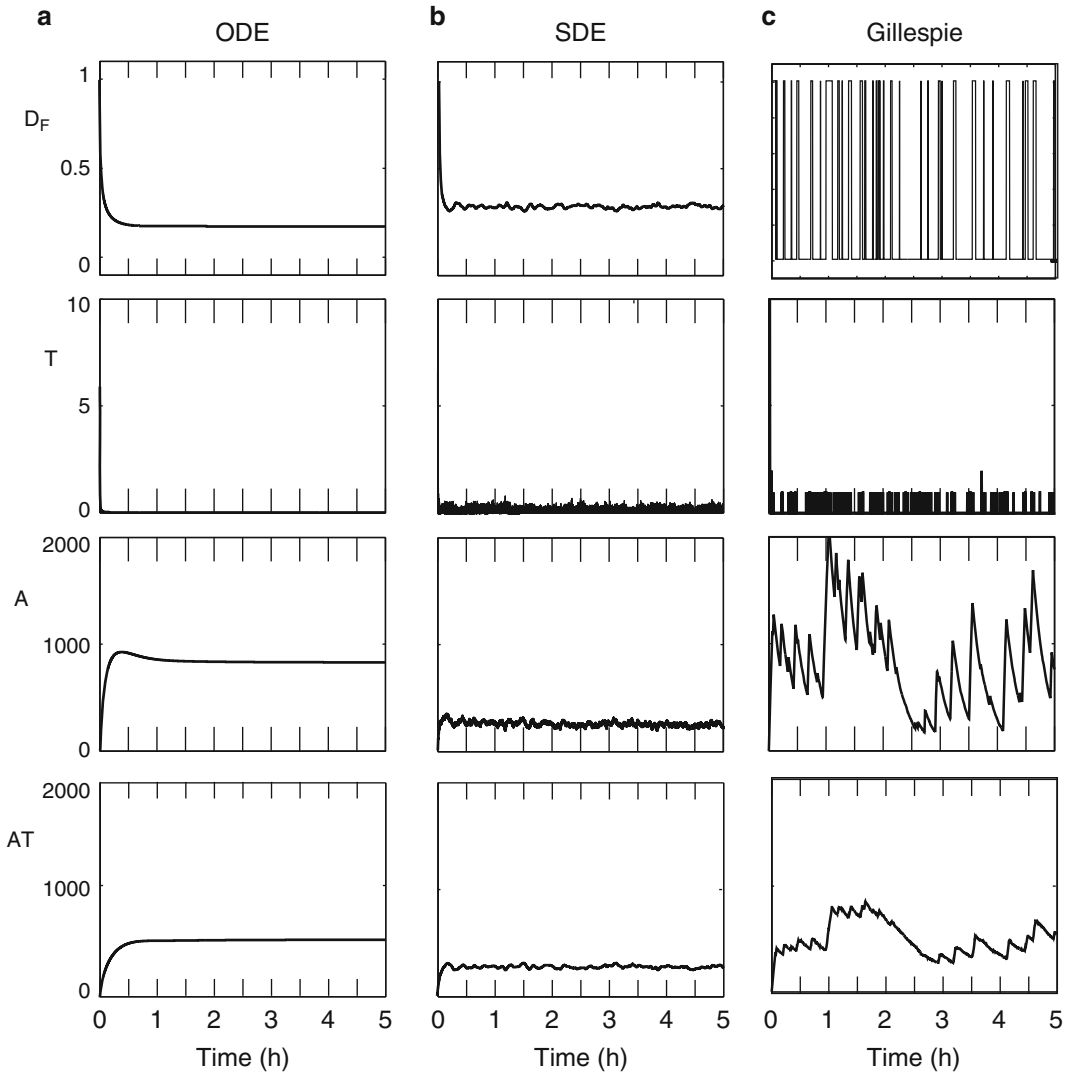 a b c
ODE SDE Gillespie
D_F
1
0.5
0
T
10
5
0
A
2000
1000
0
AT
2000
1000
0
0 1 2 3 4 5 0 1 2 3 4 5 0 1 2 3 4 5
Time (h) Time (h) Time (h)